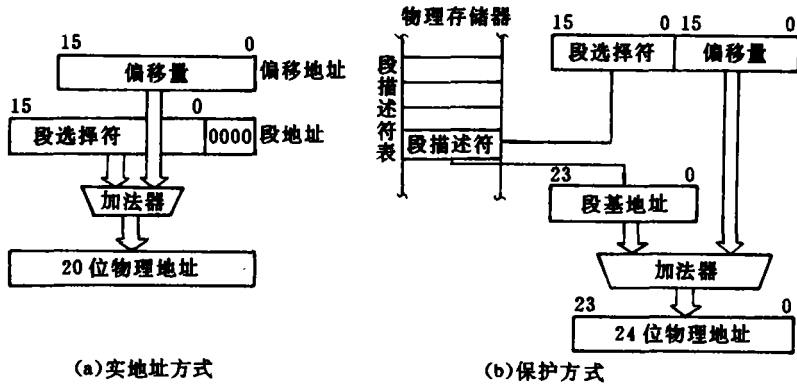 15 0
偏移量 偏移地址
15 0
段选择符 0000 段地址
加法器
20位物理地址
(a)实地址方式
物理存储器
段描述符表
段描述符
15 0 15 0
段选择符 偏移量
23 0
段基地址
加法器
23 0
24位物理地址
(b)保护方式